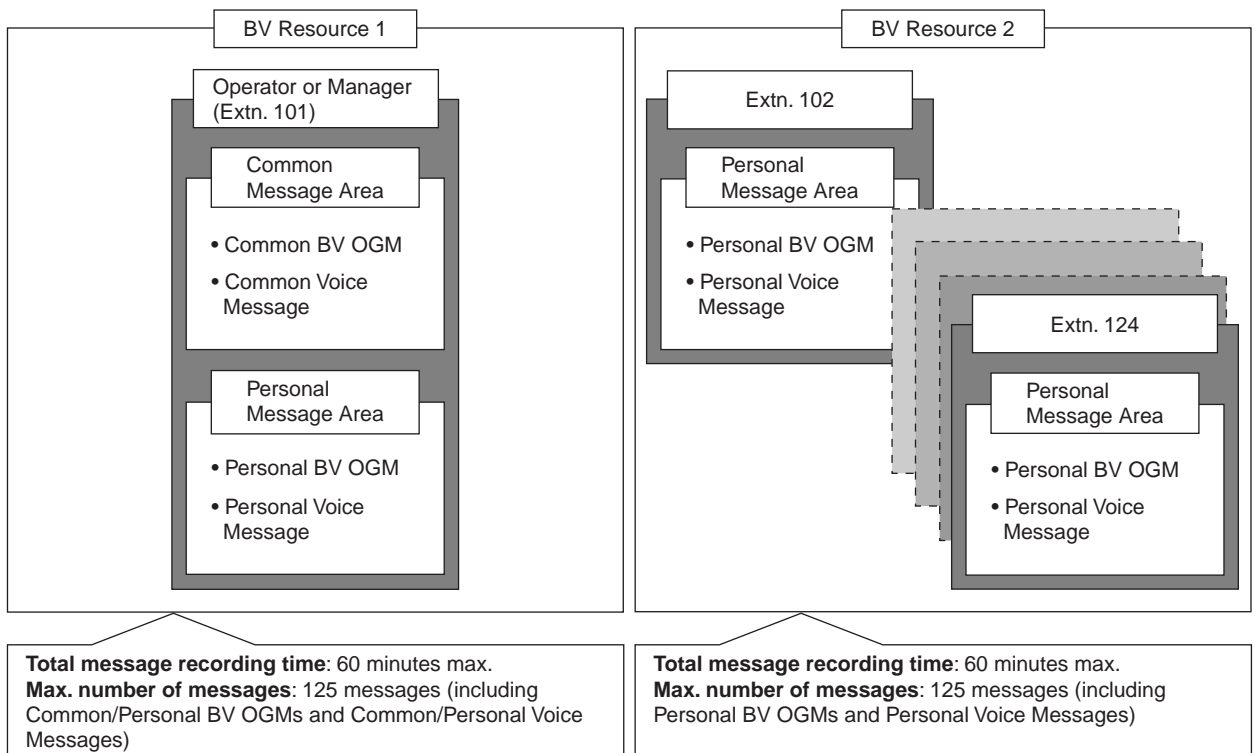 BV Resource 1
Operator or Manager
(Extn. 101)
Common
Message Area
• Common BV OGM
• Common Voice
Message
Personal
Message Area
• Personal BV OGM
• Personal Voice
Message
Total message recording time: 60 minutes max.
Max. number of messages: 125 messages (including
Common/Personal BV OGMs and Common/Personal Voice
Messages)
BV Resource 2
Extn. 102
Personal
Message Area
• Personal BV OGM
• Personal Voice
Message
Extn. 124
Personal
Message Area
• Personal BV OGM
• Personal Voice
Message
Total message recording time: 60 minutes max.
Max. number of messages: 125 messages (including
Personal BV OGMs and Personal Voice Messages)